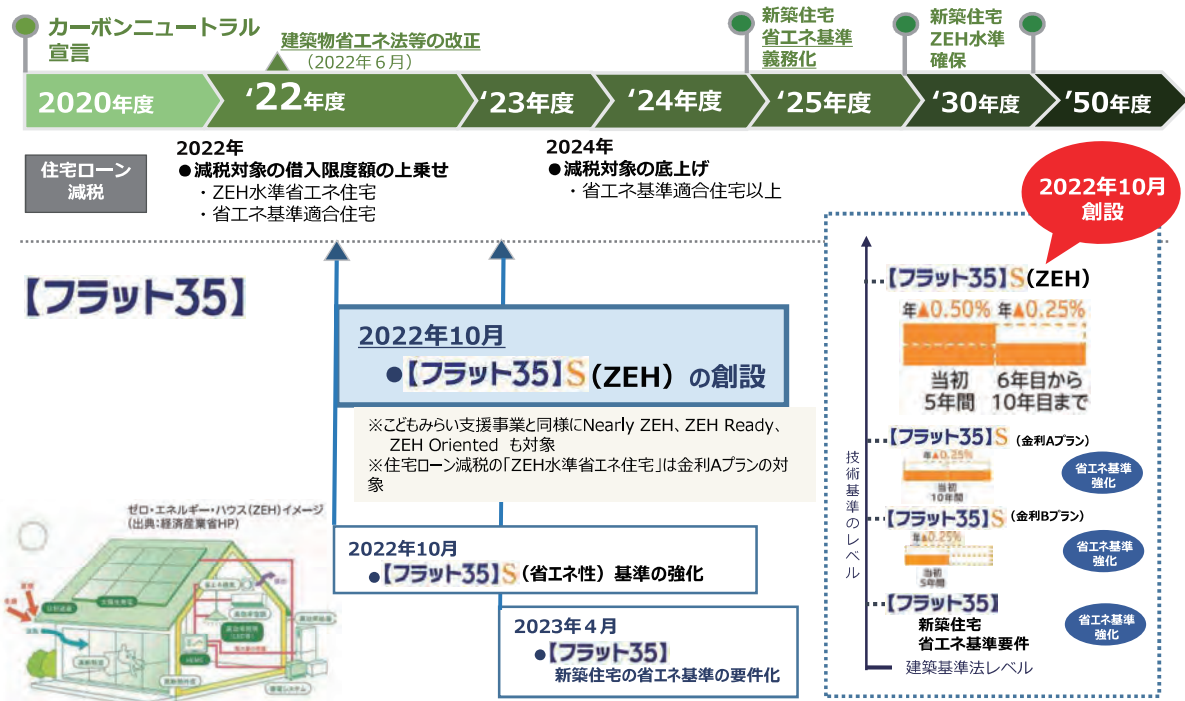 カーボンニュートラル
宣言
建築物省エネ法等の改正
（2022年６月）
新築住宅
省エネ基準
義務化
新築住宅
ZEH水準
確保
2020年度
‘22年度
‘23年度
‘24年度
‘25年度
‘30年度
’50年度
住宅ローン
減税
2022年
●減税対象の借入限度額の上乗せ
・ZEH水準省エネ住宅
・省エネ基準適合住宅
2024年
●減税対象の底上げ
・省エネ基準適合住宅以上
2022年10月
創設
【フラット35】
2022年10月
●【フラット35】S（ZEH）の創設
※こどもみらい支援事業と同様にNearly ZEH、ZEH Ready、
ZEH Oriented も対象
※住宅ローン減税の「ZEH水準省エネ住宅」は金利Aプランの対
象
2022年10月
●【フラット35】S（省エネ性）基準の強化
2023年４月
●【フラット35】
新築住宅の省エネ基準の要件化
ゼロ・エネルギー・ハウス(ZEH)イメージ
（出典：経済産業省HP）
技術基準のレベル
【フラット35】S(ZEH)
年▲0.50% 年▲0.25%
当初
5年間
6年目から
10年目まで
【フラット35】S（金利Aプラン）
年▲0.25%
当初
10年間
省エネ基準
強化
【フラット35】S（金利Bプラン）
年▲0.25%
当初
5年間
省エネ基準
強化
【フラット35】
新築住宅
省エネ基準要件
省エネ基準
強化
建築基準法レベル